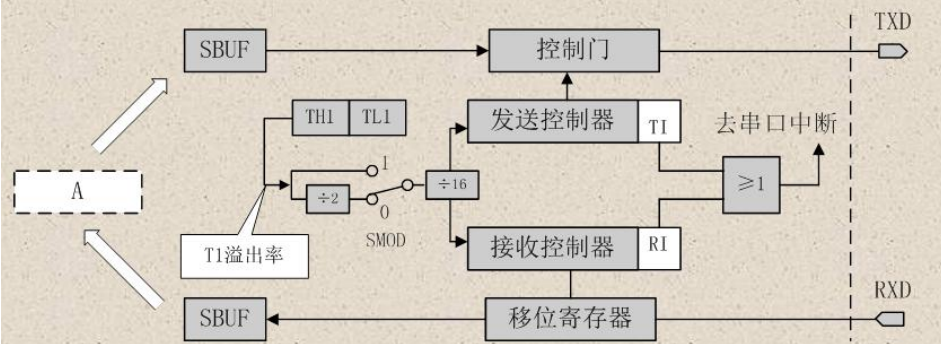 TXD
SBUF
控制门
TH1 TL1
发送控制器 TI
去串口中断
I
A
÷2
÷16
≥1
O
SMOD
T1溢出率
接收控制器 RI
RXD
SBUF
移位寄存器